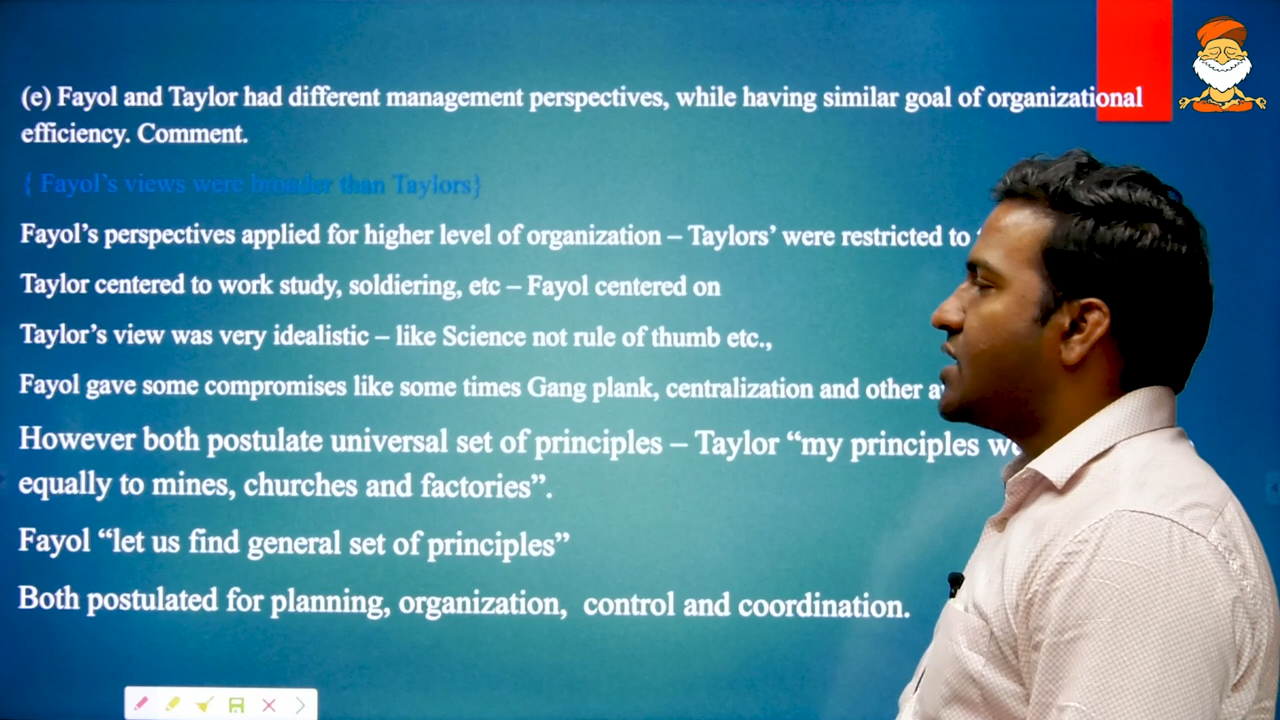 (e) Fayol and Taylor had different management perspectives, while having similar goal of organizational
efficiency. Comment.
{ Fayol’s views were broader than Taylors}
Fayol’s perspectives applied for higher level of organization – Taylors’ were restricted to
Taylor centered to work study, soldiering, etc – Fayol centered on
Taylor’s view was very idealistic – like Science not rule of thumb etc.,
Fayol gave some compromises like some times Gang plank, centralization and other
However both postulate universal set of principles – Taylor “my principles
equally to mines, churches and factories”.
Fayol “let us find general set of principles”
Both postulated for planning, organization, control and coordination.